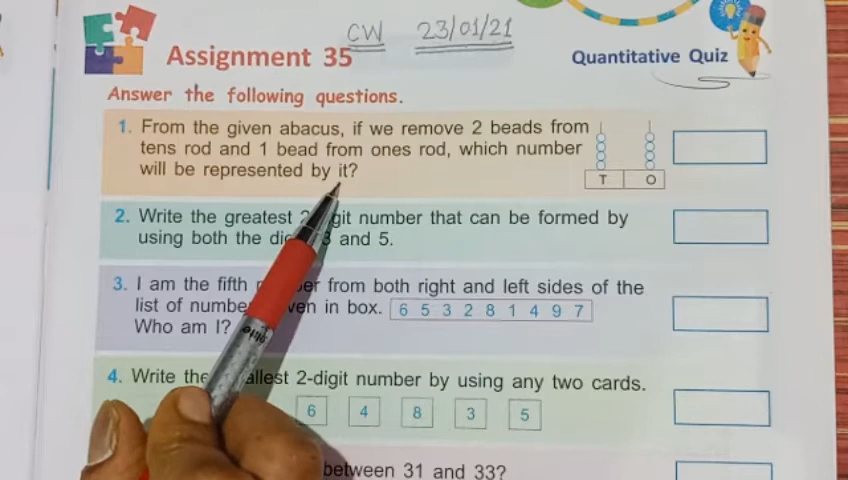 CW 23/01/21
Assignment 35
Quantitative Quiz
Answer the following questions.
1. From the given abacus, if we remove 2 beads from
tens rod and 1 bead from ones rod, which number
will be represented by it?
T O
2. Write the greatest 2 git number that can be formed by
using both the di 3 and 5.
3. I am the fifth er from both right and left sides of the
list of numbe ven in box. 6 5 3 2 8 1 4 9 7
Who am I?
4. Write the allest 2-digit number by using any two cards.
6 4 8 3 5
between 31 and 33?